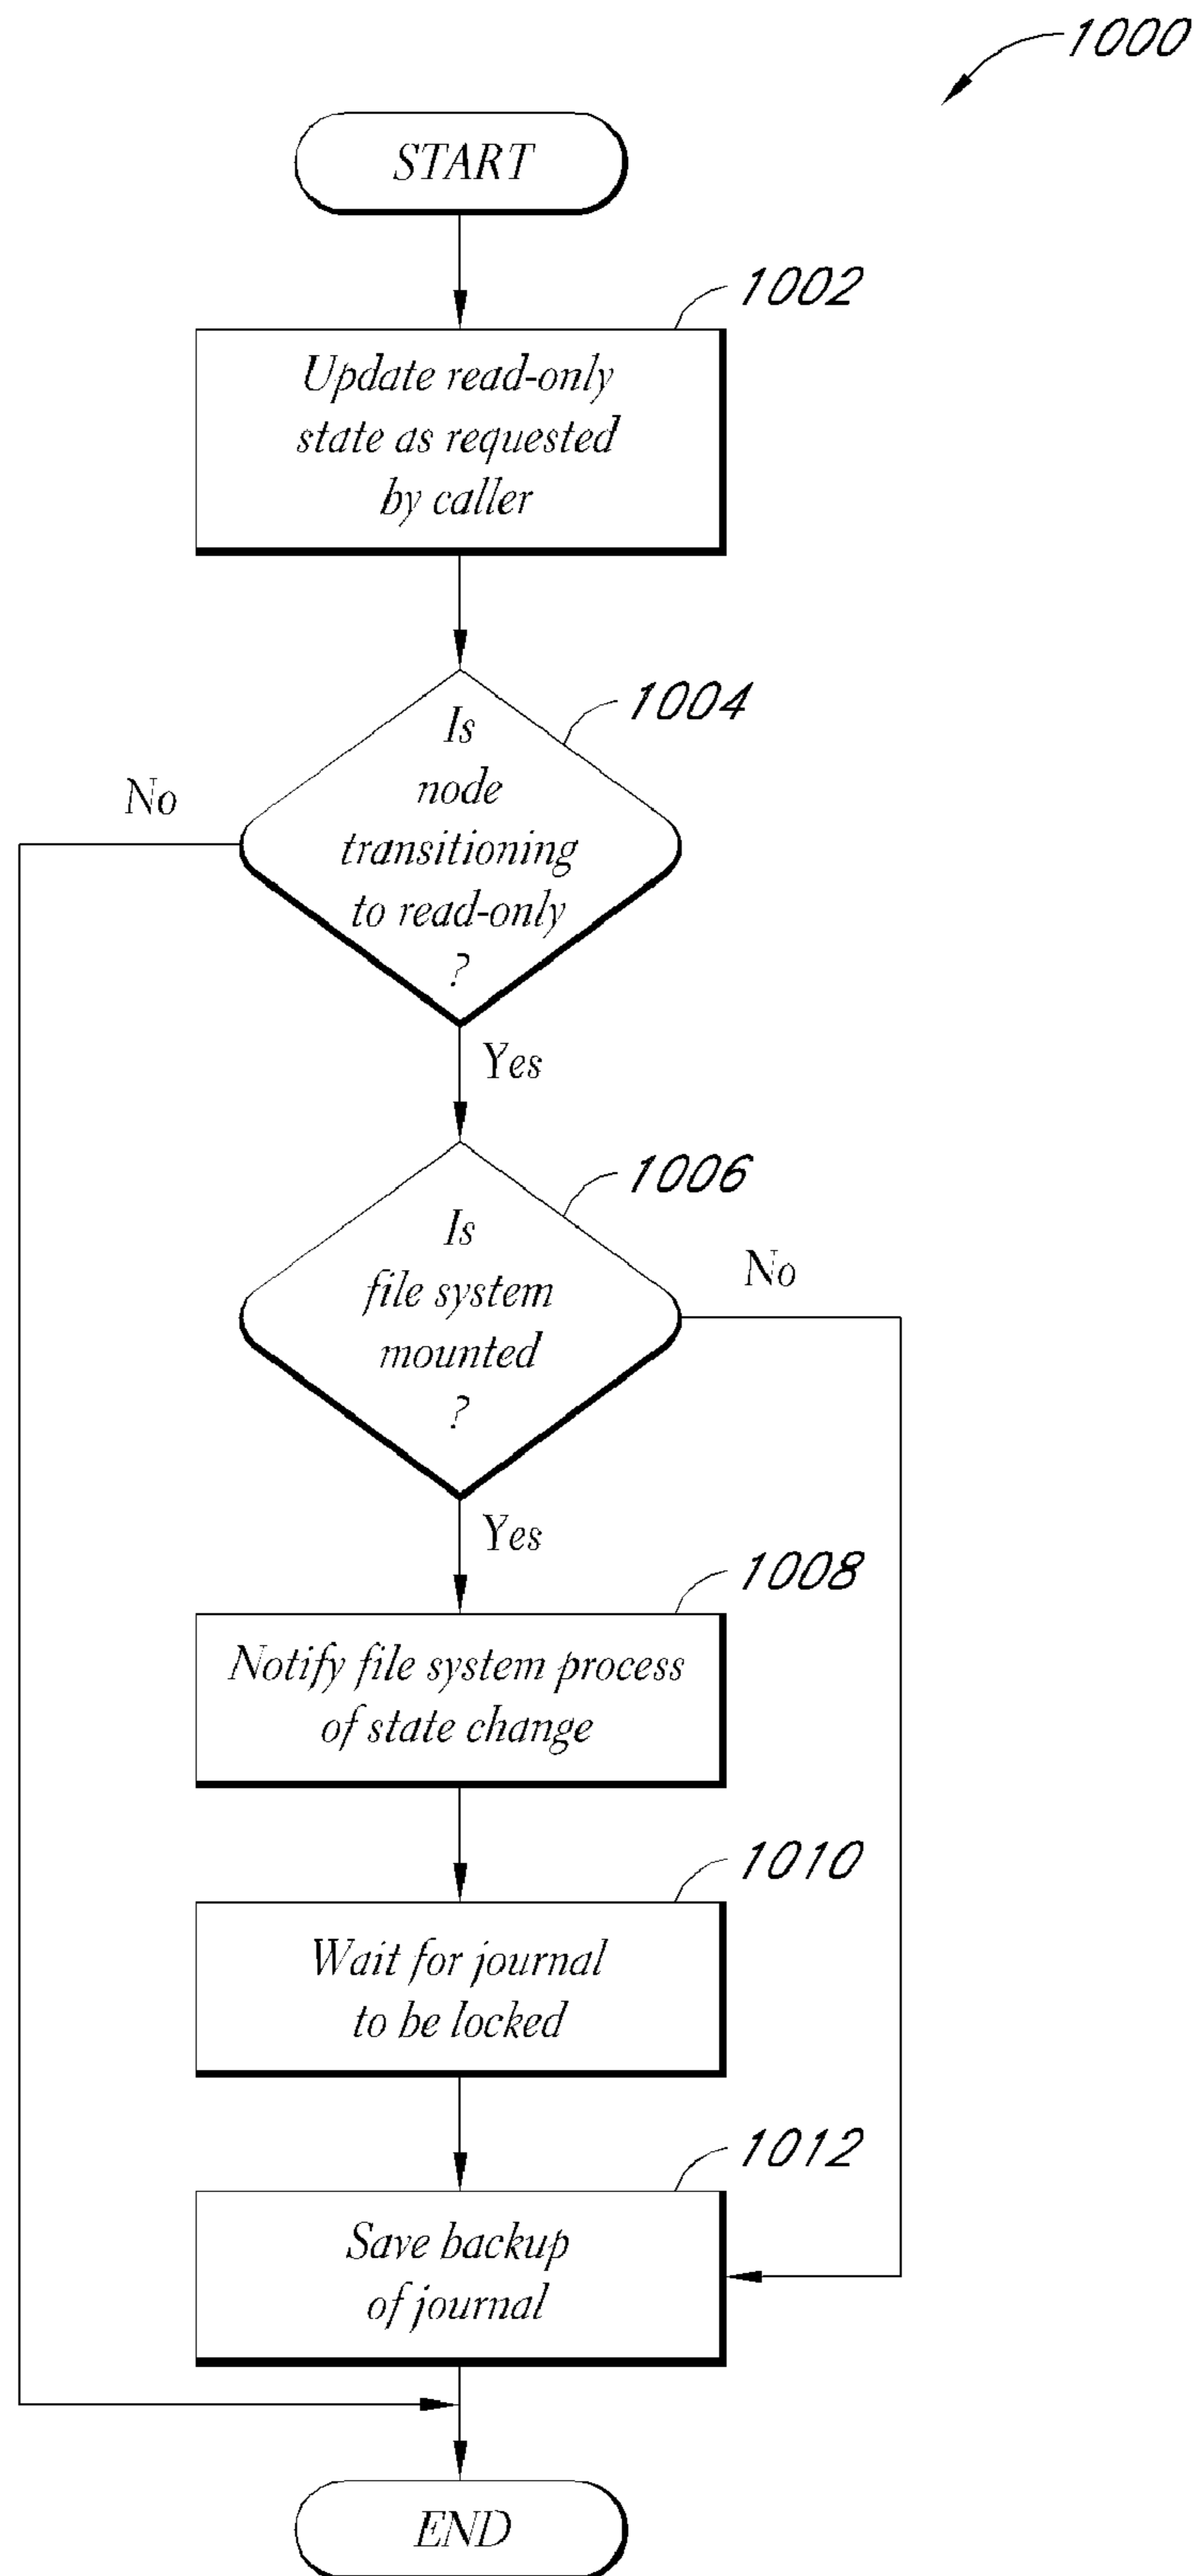 1000
START
1002
Update read-only
state as requested
by caller
1004
Is
node
transitioning
to read-only
?
No
Yes
1006
Is
file system
mounted
?
No
Yes
1008
Notify file system process
of state change
1010
Wait for journal
to be locked
1012
Save backup
of journal
END